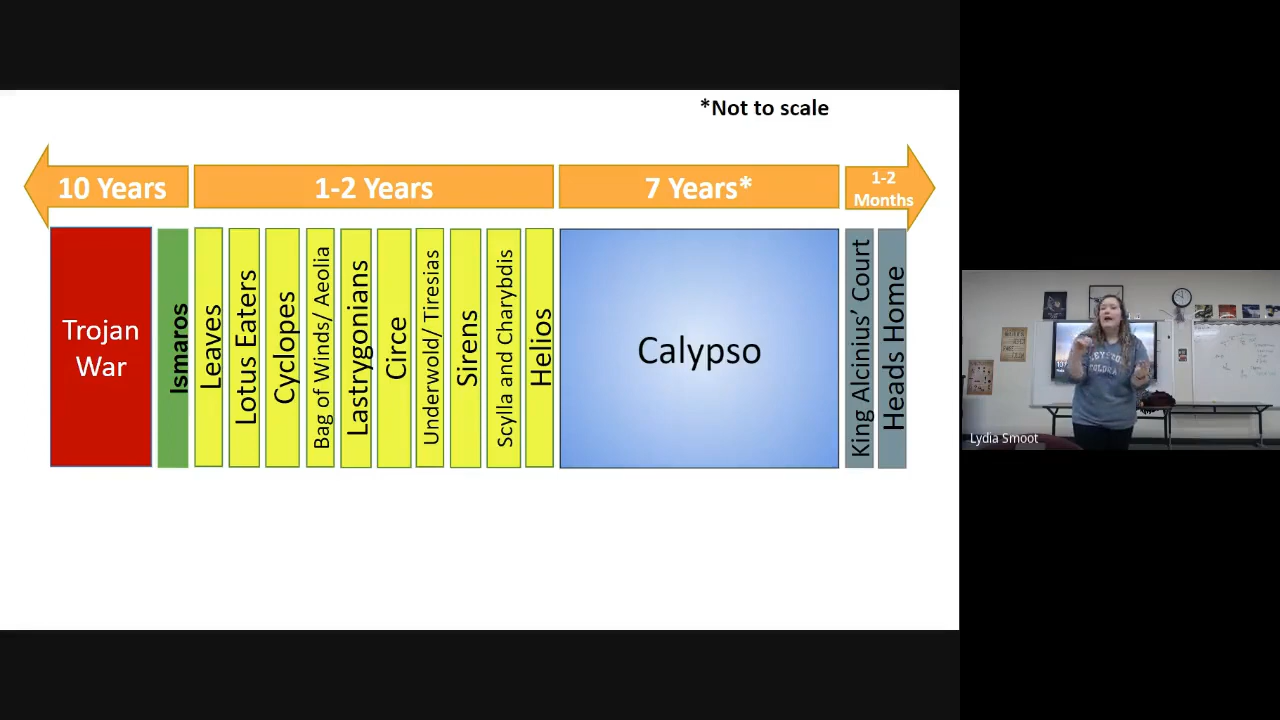 *Not to scale
10 Years
1-2 Years
7 Years*
1-2
Months
Trojan
War
Ismaros
Leaves
Lotus Eaters
Cyclopes
Bag of Winds/ Aeolia
Lastrygonians
Circe
Underwold/ Tiresias
Sirens
Scylla and Charybdis
Helios
Calypso
King Alcinius’ Court
Heads Home
Lydia Smoot